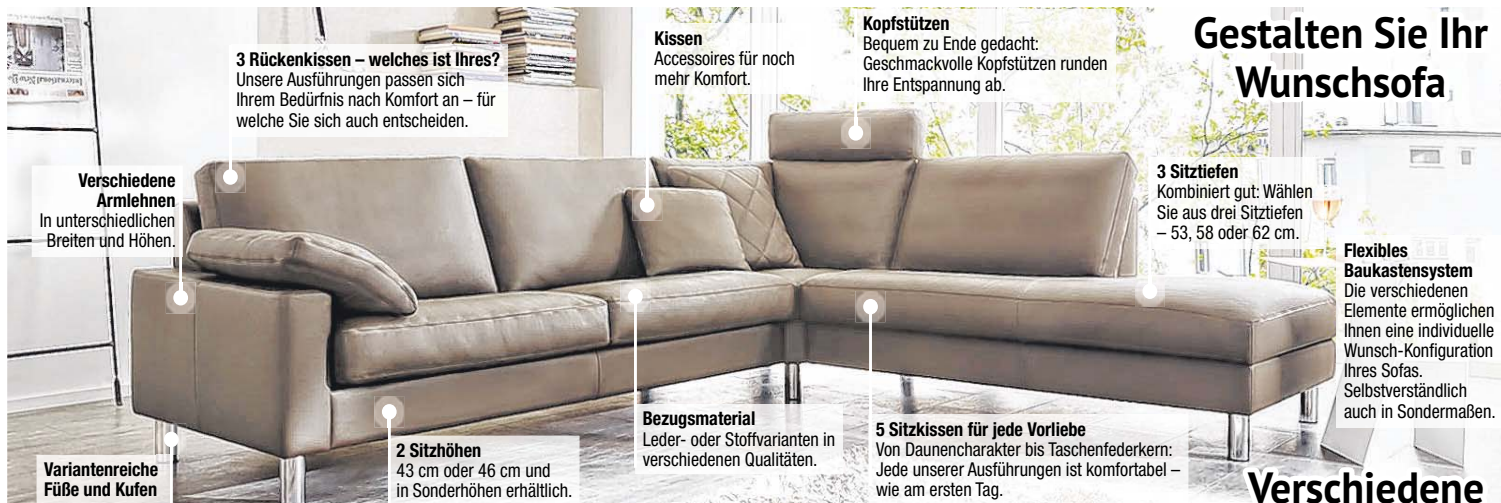 Gestalten Sie Ihr
Wunschsofa
3 Rückenkissen – welches ist Ihres?
Unsere Ausführungen passen sich
Ihrem Bedürfnis nach Komfort an – für
welche Sie sich auch entscheiden.
Kissen
Accessoires für noch
mehr Komfort.
Kopfstützen
Bequem zu Ende gedacht:
Geschmackvolle Kopfstützen runden
Ihre Entspannung ab.
Verschiedene
Armlehnen
In unterschiedlichen
Breiten und Höhen.
3 Sitztiefen
Kombiniert gut: Wählen
Sie aus drei Sitztiefen
– 53, 58 oder 62 cm.
Flexibles
Baukastensystem
Die verschiedenen
Elemente ermöglichen
Ihnen eine individuelle
Wunsch-Konfiguration
Ihres Sofas.
Selbstverständlich
auch in Sondermaßen.
Variantenreiche
Füße und Kufen
2 Sitzhöhen
43 cm oder 46 cm und
in Sonderhöhen erhältlich.
Bezugsmaterial
Leder- oder Stoffvarianten in
verschiedenen Qualitäten.
5 Sitzkissen für jede Vorliebe
Von Daunencharakter bis Taschenfederkern:
Jede unserer Ausführungen ist komfortabel –
wie am ersten Tag.
Verschiedene